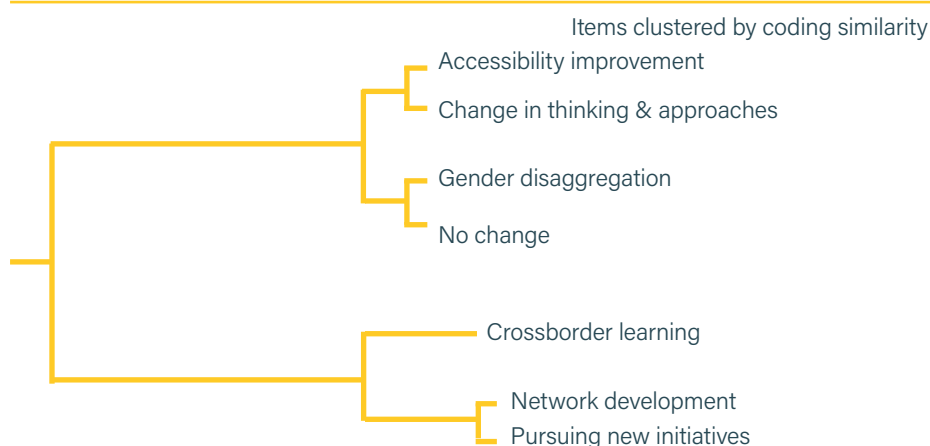 Items clustered by coding similarity
Accessibility improvement
Change in thinking & approaches
Gender disaggregation
No change
Crossborder learning
Network development
Pursuing new initiatives